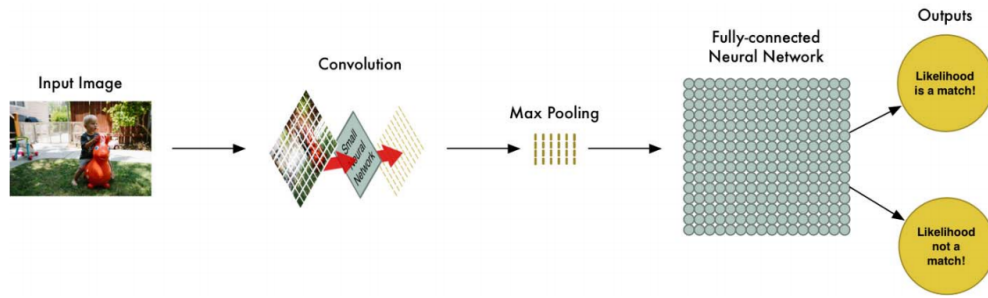 Input Image
Convolution
Small
Neural
Network
Max Pooling
Fully-connected
Neural Network
Outputs
Likelihood
is a match!
Likelihood
not a
match!